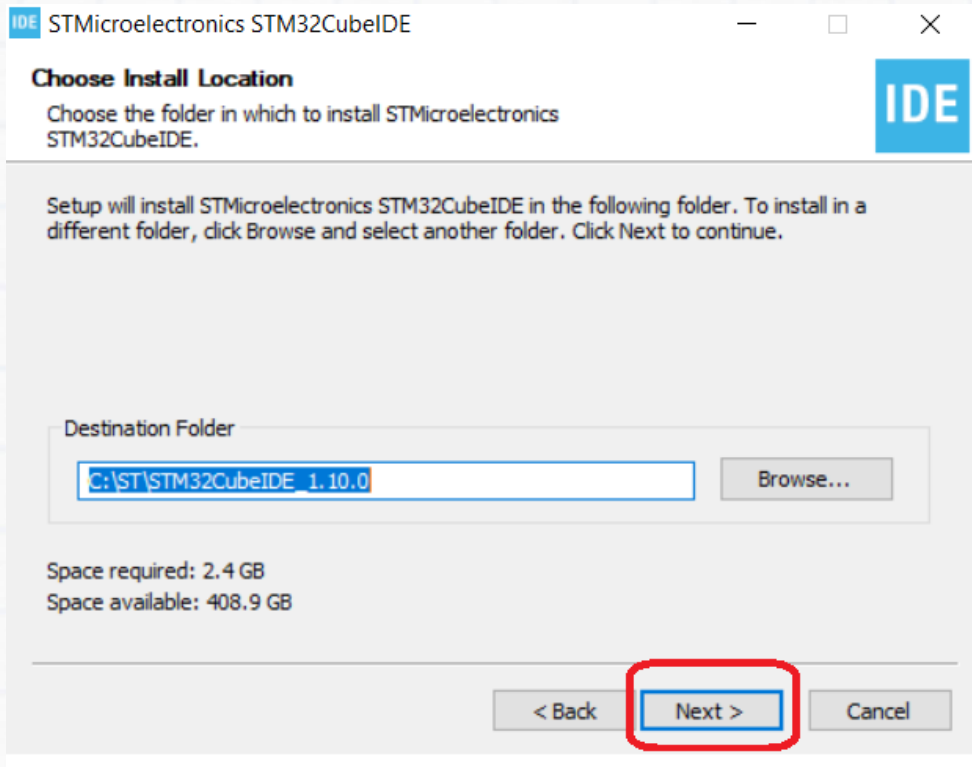 IDE STMicroelectronics STM32CubeIDE
Choose Install Location
Choose the folder in which to install STMicroelectronics
STM32CubeIDE.
IDE
Setup will install STMicroelectronics STM32CubeIDE in the following folder. To install in a
different folder, click Browse and select another folder. Click Next to continue.
Destination Folder
C:\ST\STM32CubeIDE_1.10.0
Browse...
Space required: 2.4 GB
Space available: 408.9 GB
< Back Next > Cancel